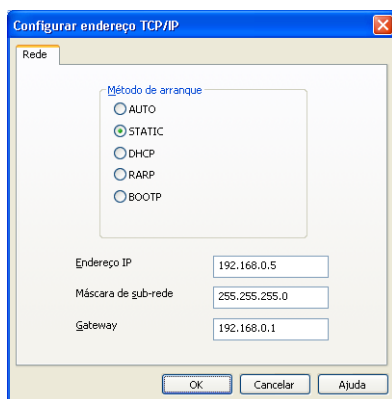 Configurar endereço TCP/IP
Rede
Método de arranque
AUTO
STATIC
DHCP
RARP
BOOTP
Endereço IP 192.168.0.5
Máscara de sub-rede 255.255.255.0
Gateway 192.168.0.1
OK Cancelar Ajuda